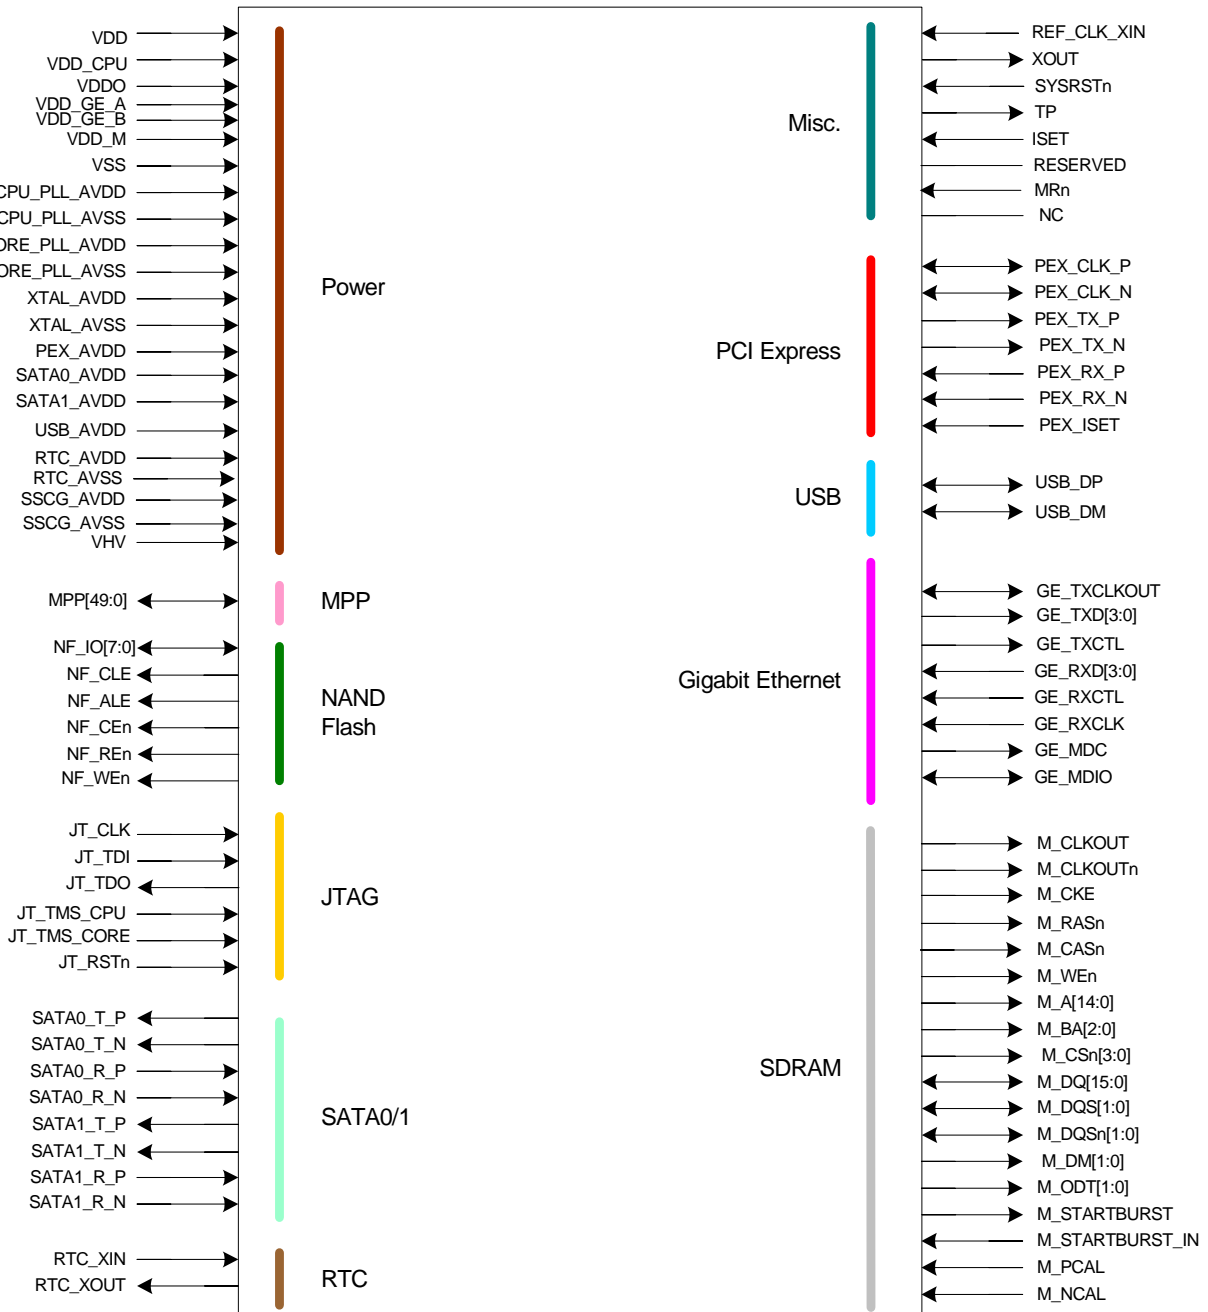 VDD
VDD_CPU
VDDO
VDD_GE_A
VDD_GE_B
VDD_M
VSS
CPU_PLL_AVDD
CPU_PLL_AVSS
ORE_PLL_AVDD
ORE_PLL_AVSS
XTAL_AVDD
XTAL_AVSS
PEX_AVDD
SATA0_AVDD
SATA1_AVDD
USB_AVDD
RTC_AVDD
RTC_AVSS
SSCG_AVDD
SSCG_AVSS
VHV
Power
MPP[49:0]
MPP
NF_IO[7:0]
NF_CLE
NF_ALE
NF_CEn
NF_REn
NF_WEn
NAND
Flash
JT_CLK
JT_TDI
JT_TDO
JT_TMS_CPU
JT_TMS_CORE
JT_RSTn
JTAG
SATA0_T_P
SATA0_T_N
SATA0_R_P
SATA0_R_N
SATA1_T_P
SATA1_T_N
SATA1_R_P
SATA1_R_N
SATA0/1
RTC_XIN
RTC_XOUT
RTC
Misc.
REF_CLK_XIN
XOUT
SYSRSTn
TP
ISET
RESERVED
MRn
NC
PCI Express
PEX_CLK_P
PEX_CLK_N
PEX_TX_P
PEX_TX_N
PEX_RX_P
PEX_RX_N
PEX_ISET
USB
USB_DP
USB_DM
Gigabit Ethernet
GE_TXCLKOUT
GE_TXD[3:0]
GE_TXCTL
GE_RXD[3:0]
GE_RXCTL
GE_RXCLK
GE_MDC
GE_MDIO
SDRAM
M_CLKOUT
M_CLKOUTn
M_CKE
M_RASn
M_CASn
M_WEn
M_A[14:0]
M_BA[2:0]
M_CSn[3:0]
M_DQ[15:0]
M_DQS[1:0]
M_DQSn[1:0]
M_DM[1:0]
M_ODT[1:0]
M_STARTBURST
M_STARTBURST_IN
M_PCAL
M_NCAL